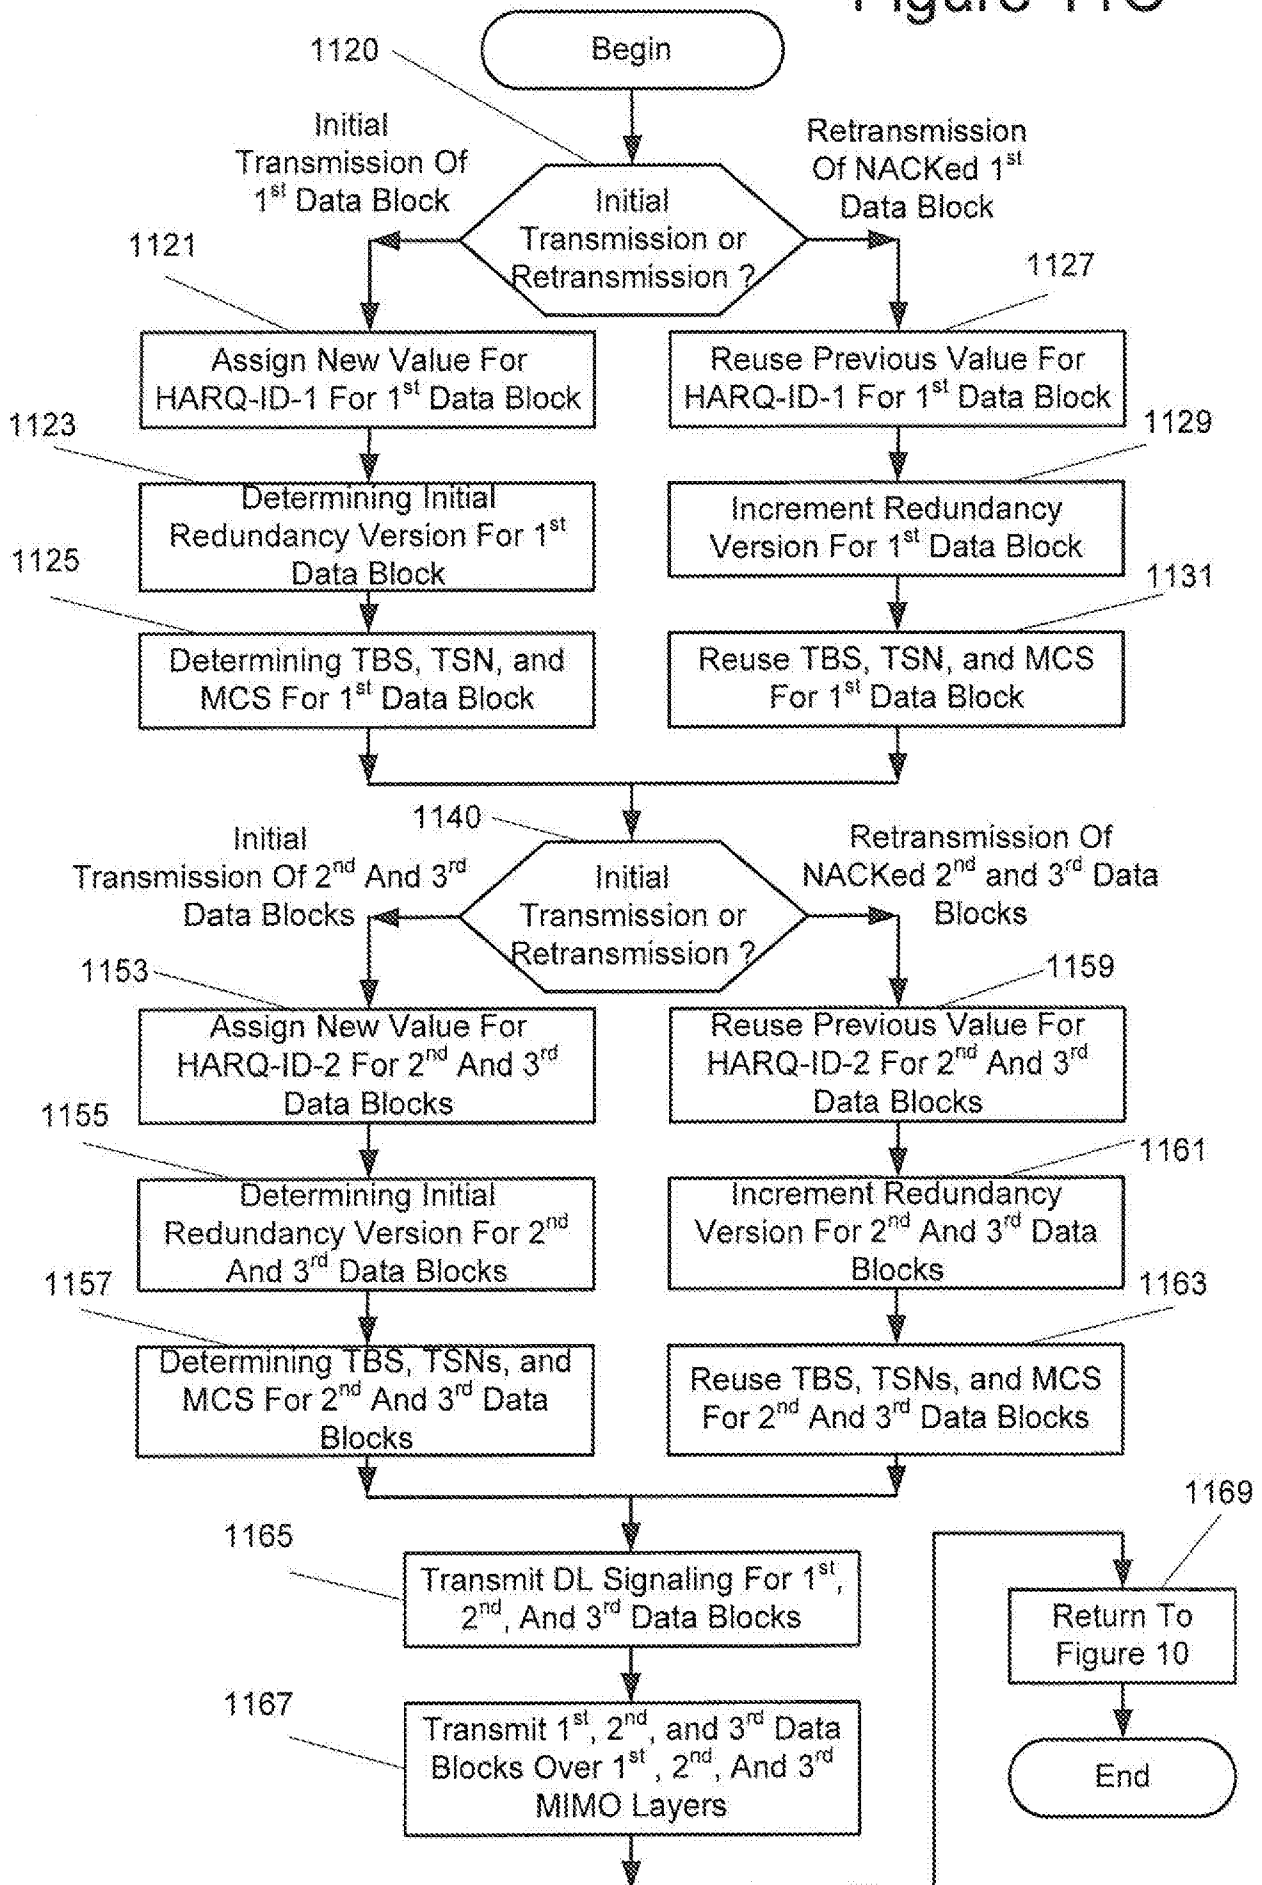 Figure 11C
Begin
1120
Initial
Transmission Of
1st Data Block
Retransmission
Of NACKed 1st
Data Block
Initial
Transmission or
Retransmission ?
1121
1127
Assign New Value For
HARQ-ID-1 For 1st Data Block
Reuse Previous Value For
HARQ-ID-1 For 1st Data Block
1123
1129
Determining Initial
Redundancy Version For 1st
Data Block
Increment Redundancy
Version For 1st Data Block
1125
1131
Determining TBS, TSN, and
MCS For 1st Data Block
Reuse TBS, TSN, and MCS
For 1st Data Block
1140
Initial
Transmission Of 2nd And 3rd
Data Blocks
Retransmission Of
NACKed 2nd and 3rd Data
Blocks
Initial
Transmission or
Retransmission ?
1153
1159
Assign New Value For
HARQ-ID-2 For 2nd And 3rd
Data Blocks
Reuse Previous Value For
HARQ-ID-2 For 2nd And 3rd
Data Blocks
1155
1161
Determining Initial
Redundancy Version For 2nd
And 3rd Data Blocks
Increment Redundancy
Version For 2nd And 3rd Data
Blocks
1157
1163
Determining TBS, TSNs, and
MCS For 2nd And 3rd Data
Blocks
Reuse TBS, TSNs, and MCS
For 2nd And 3rd Data Blocks
1165
Transmit DL Signaling For 1st,
2nd, And 3rd Data Blocks
1167
Transmit 1st, 2nd, and 3rd Data
Blocks Over 1st , 2nd, And 3rd
MIMO Layers
1169
Return To
Figure 10
End